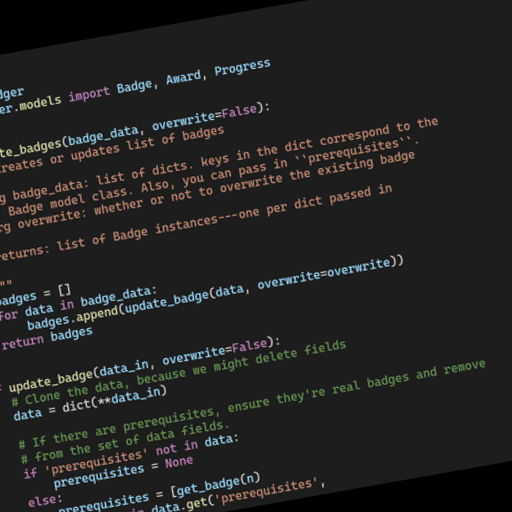 er.models import Badge, Award, Progress
(badge_data, overwrite=False):
creates or updates list of badges
badge_data: list of dicts. keys in the dict correspond to the
Badge model class. Also, you can pass in ``prerequisites``.
overwrite: whether or not to overwrite the existing badge
returns: list of Badge instances---one per dict passed in
""
badges = []
for data in badge_data:
badges.append(update_badge(data, overwrite=overwrite))
return badges
update_badge(data_in, overwrite=False):
# Clone the data, because we might delete fields
data = dict(**data_in)
# If there are prerequisites, ensure they're real badges and remove
# from the set of data fields.
if 'prerequisites' not in data:
prerequisites = None
else:
prerequisites = [get_badge(n)
in data.get('prerequisites',